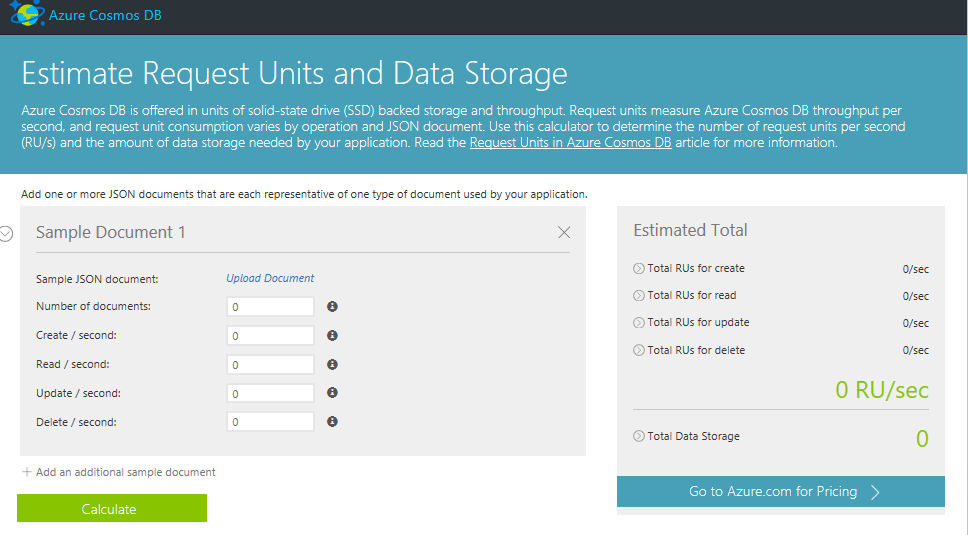 Azure Cosmos DB
Estimate Request Units and Data Storage
Azure Cosmos DB is offered in units of solid-state drive (SSD) backed storage and throughput. Request units measure Azure Cosmos DB throughput per
second, and request unit consumption varies by operation and JSON document. Use this calculator to determine the number of request units per second
(RU/s) and the amount of data storage needed by your application. Read the Request Units in Azure Cosmos DB article for more information.
Add one or more JSON documents that are each representative of one type of document used by your application.
Sample Document 1
Sample JSON document: Upload Document
Number of documents: 0
Create / second: 0
Read / second: 0
Update / second: 0
Delete / second: 0
+ Add an additional sample document
Calculate
Estimated Total
Total RUs for create 0/sec
Total RUs for read 0/sec
Total RUs for update 0/sec
Total RUs for delete 0/sec
0 RU/sec
Total Data Storage 0
Go to Azure.com for Pricing